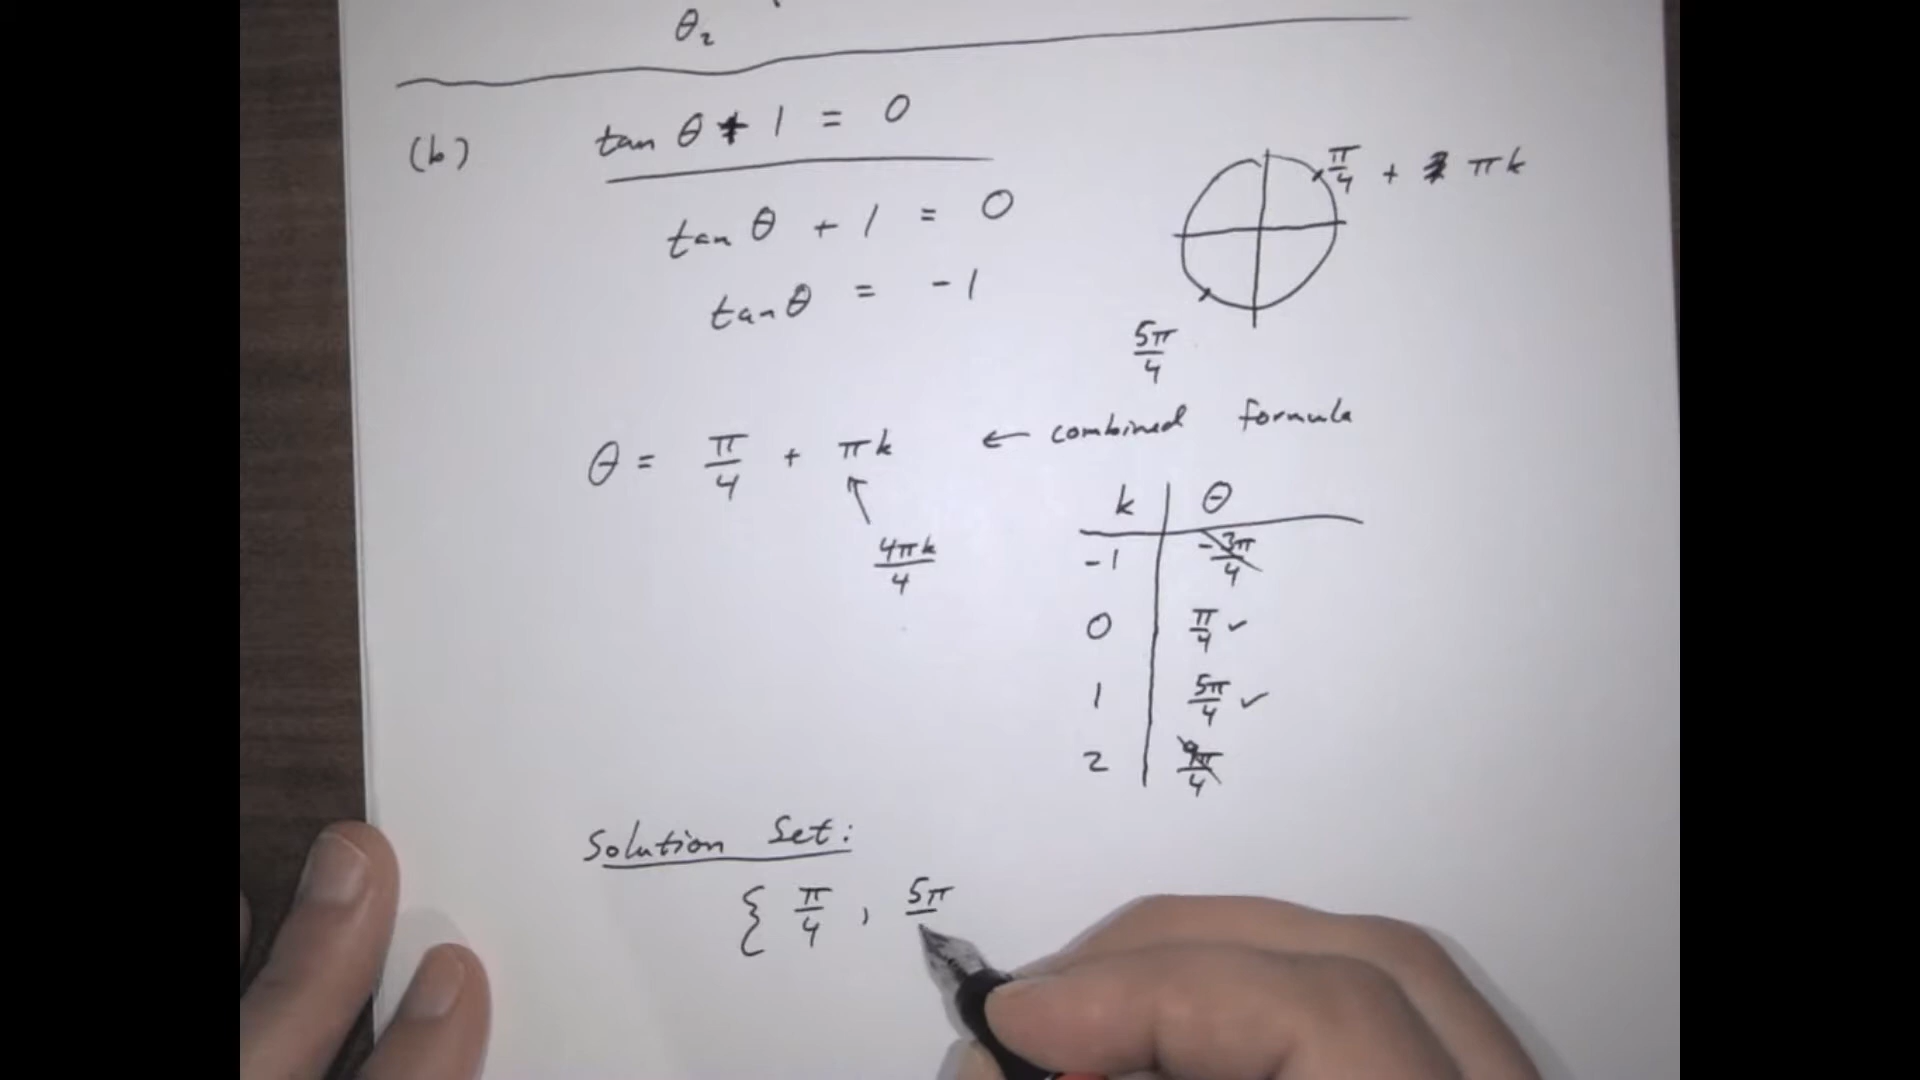 θ₂
(b) tan θ + 1 = 0
tan θ + 1 = 0
tan θ = -1
π/4 + πk
5π/4
θ = π/4 + πk ← combined formula
4πk/4
k θ
-1 -3π/4
0 π/4 ✓
1 5π/4 ✓
2 9π/4
Solution Set:
{ π/4 , 5π